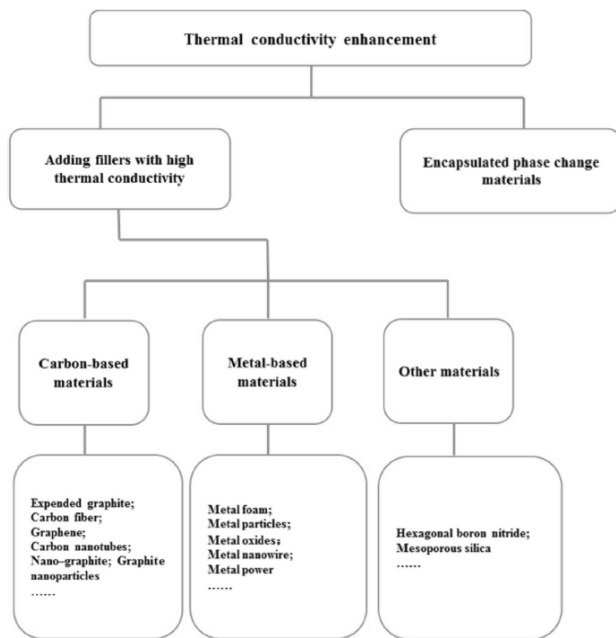 Thermal conductivity enhancement
Adding fillers with high
thermal conductivity
Encapsulated phase change
materials
Carbon-based
materials
Metal-based
materials
Other materials
Expended graphite;
Carbon fiber;
Graphene;
Carbon nanotubes;
Nano–graphite; Graphite
nanoparticles
......
Metal foam;
Metal particles;
Metal oxides;
Metal nanowire;
Metal power
......
Hexagonal boron nitride;
Mesoporous silica
......